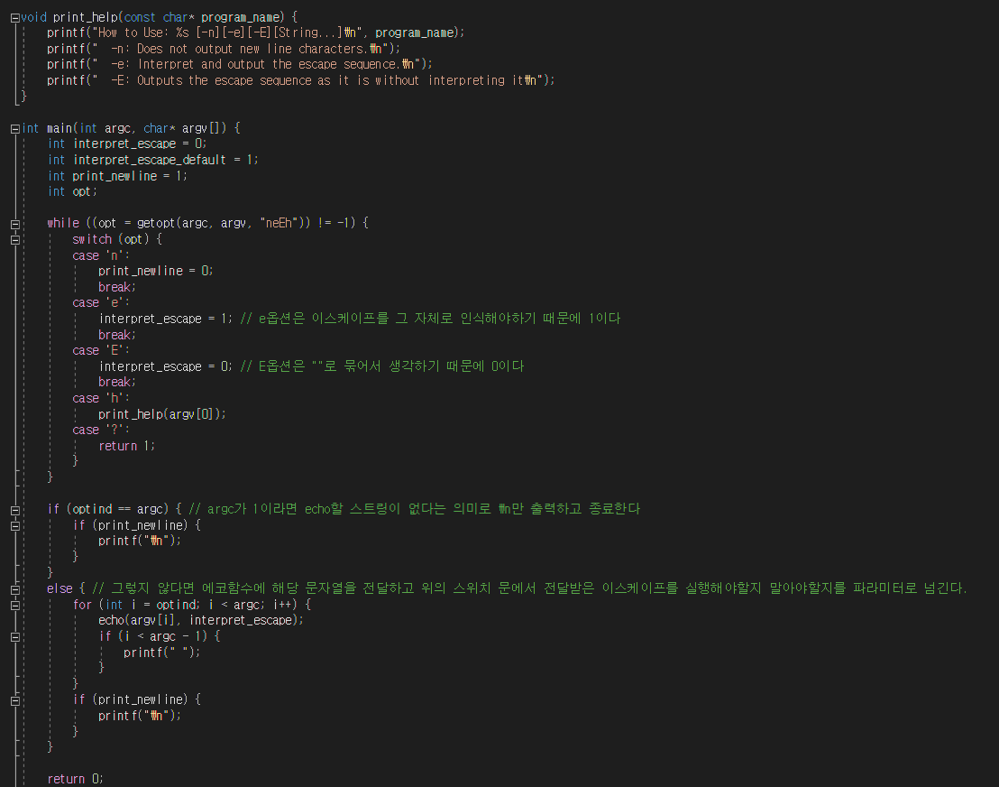 void print_help(const char* program_name) {
    printf("How to Use: %s [-n][-e][-E][String...]₩n", program_name);
    printf("  -n: Does not output new line characters.₩n");
    printf("  -e: Interpret and output the escape sequence.₩n");
    printf("  -E: Outputs the escape sequence as it is without interpreting it₩n");
}
int main(int argc, char* argv[]) {
    int interpret_escape = 0;
    int interpret_escape_default = 1;
    int print_newline = 1;
    int opt;
    while ((opt = getopt(argc, argv, "neEh")) != -1) {
        switch (opt) {
        case 'n':
            print_newline = 0;
            break;
        case 'e':
            interpret_escape = 1; // e옵션은 이스케이프를 그 자체로 인식해야하기 때문에 1이다
            break;
        case 'E':
            interpret_escape = 0; // E옵션은 ""로 묶어서 생각하기 때문에 0이다
            break;
        case 'h':
            print_help(argv[0]);
        case '?':
            return 1;
        }
    }
    if (optind == argc) { // argc가 1이라면 echo할 스트링이 없다는 의미로 ₩n만 출력하고 종료한다
        if (print_newline) {
            printf("₩n");
        }
    }
    else { // 그렇지 않다면 에코함수에 해당 문자열을 전달하고 위의 스위치 문에서 전달받은 이스케이프를 실행해야할지 말아야할지를 파라미터로 넘긴다.
        for (int i = optind; i < argc; i++) {
            echo(argv[i], interpret_escape);
            if (i < argc - 1) {
                printf(" ");
            }
        }
        if (print_newline) {
            printf("₩n");
        }
    }
    return 0;